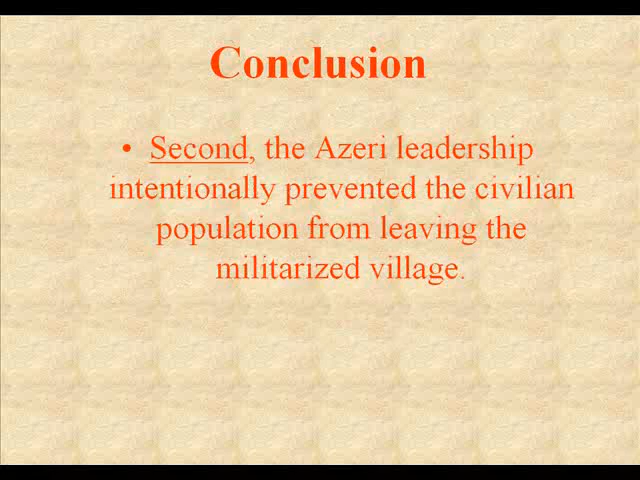 Conclusion
• Second, the Azeri leadership
intentionally prevented the civilian
population from leaving the
militarized village.